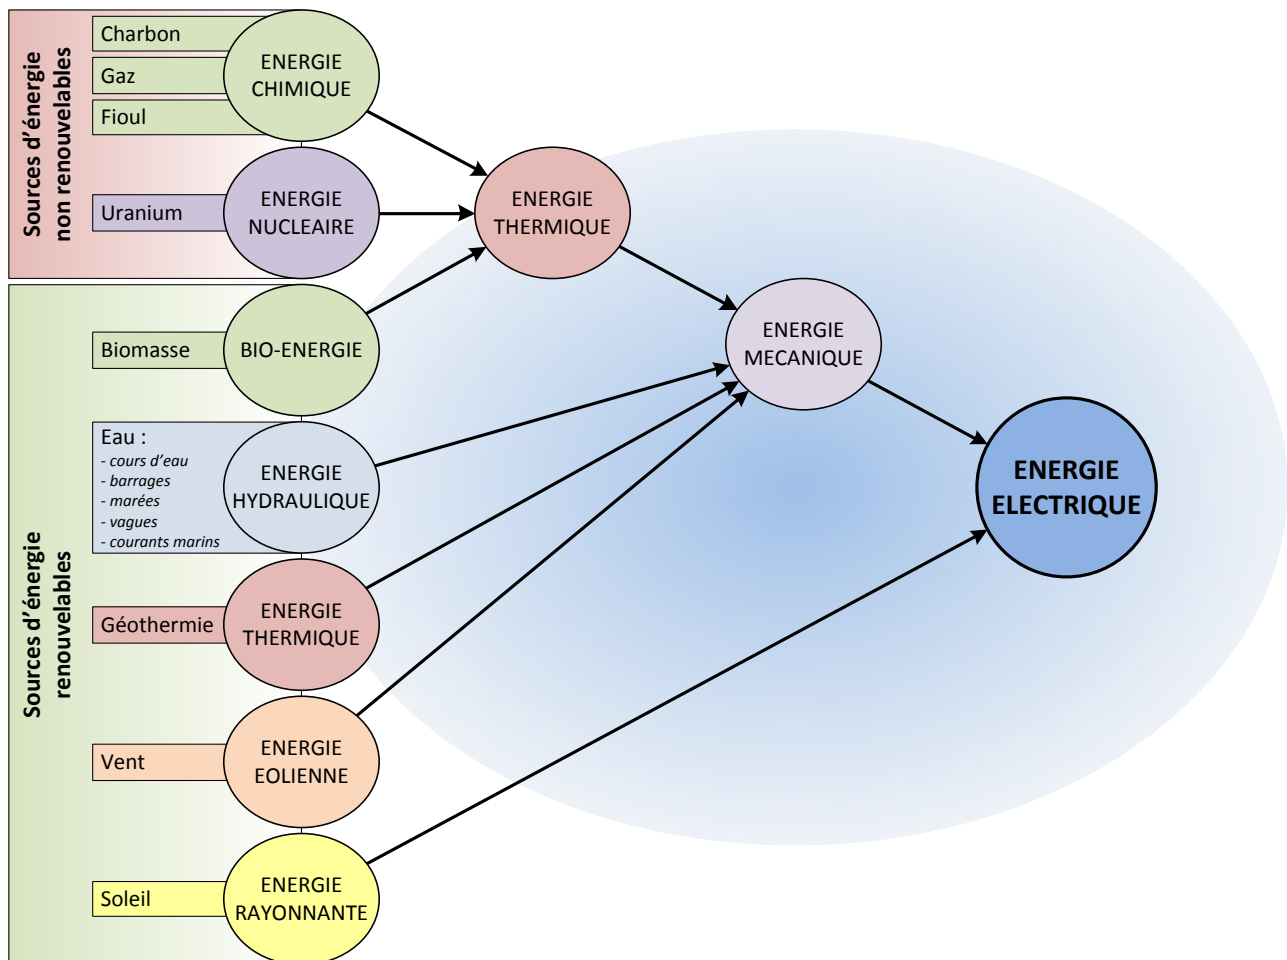 Sources d'énergie
non renouvelables
Charbon
Gaz
Fioul
ENERGIE
CHIMIQUE
Uranium
ENERGIE
NUCLEAIRE
ENERGIE
THERMIQUE
Sources d'énergie
renouvelables
Biomasse
BIO-ENERGIE
ENERGIE
MECANIQUE
Eau :
- cours d'eau
- barrages
- marées
- vagues
- courants marins
ENERGIE
HYDRAULIQUE
ENERGIE
ELECTRIQUE
Géothermie
ENERGIE
THERMIQUE
Vent
ENERGIE
EOLIENNE
Soleil
ENERGIE
RAYONNANTE